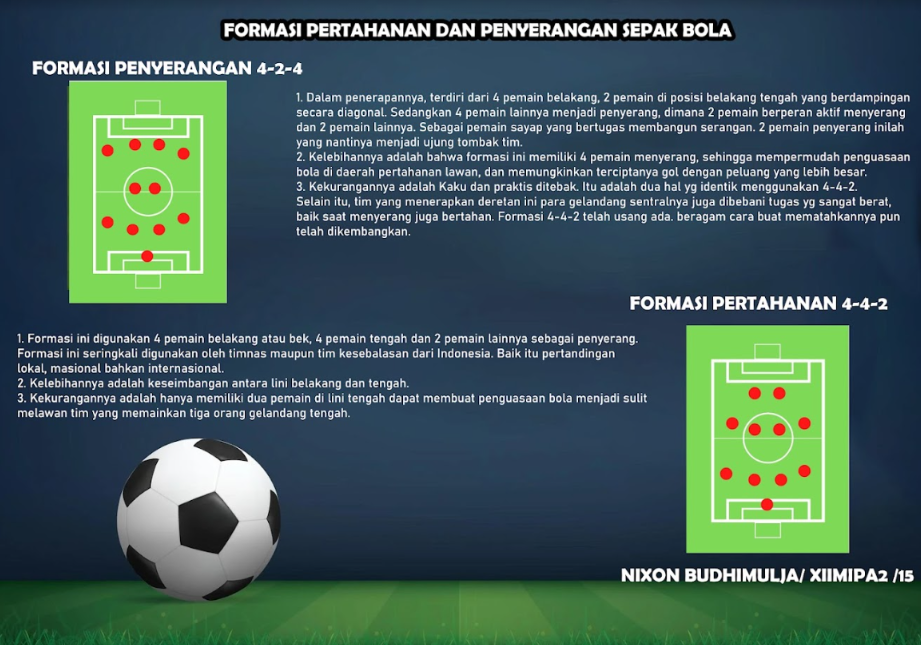 FORMASI PERTAHANAN DAN PENYERANGAN SEPAK BOLA
FORMASI PENYERANGAN 4-2-4
1. Dalam penerapannya, terdiri dari 4 pemain belakang, 2 pemain di posisi belakang tengah yang berdampingan
secara diagonal. Sedangkan 4 pemain lainnya menjadi penyerang, dimana 2 pemain berperan aktif menyerang
dan 2 pemain lainnya. Sebagai pemain sayap yang bertugas membangun serangan. 2 pemain penyerang inilah
yang nantinya menjadi ujung tombak tim.
2. Kelebihannya adalah bahwa formasi ini memiliki 4 pemain menyerang, sehingga mempermudah penguasaan
bola di daerah pertahanan lawan, dan memungkinkan terciptanya gol dengan peluang yang lebih besar.
3. Kekurangannya adalah Kaku dan praktis ditebak. Itu adalah dua hal yg identik menggunakan 4-4-2.
Selain itu, tim yang menerapkan deretan ini para gelandang sentralnya juga dibebani tugas yg sangat berat,
baik saat menyerang juga bertahan. Formasi 4-4-2 telah usang ada. beragam cara buat mematahkannya pun
telah dikembangkan.
FORMASI PERTAHANAN 4-4-2
1. Formasi ini digunakan 4 pemain belakang atau bek, 4 pemain tengah dan 2 pemain lainnya sebagai penyerang.
Formasi ini seringkali digunakan oleh timnas maupun tim kesebalasan dari Indonesia. Baik itu pertandingan
lokal, masional bahkan internasional.
2. Kelebihannya adalah keseimbangan antara lini belakang dan tengah.
3. Kekurangannya adalah hanya memiliki dua pemain di lini tengah dapat membuat penguasaan bola menjadi sulit
melawan tim yang memainkan tiga orang gelandang tengah.
NIXON BUDHIMULJA/ XIIMIPA2 /15